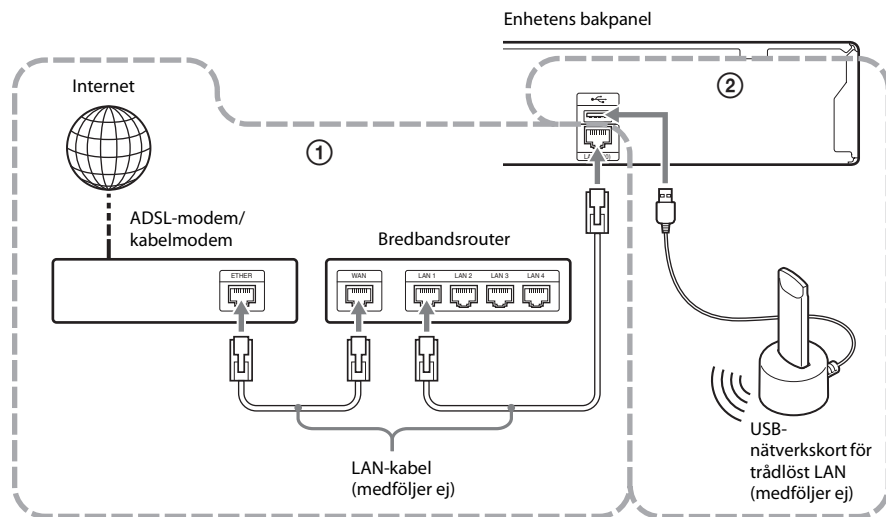 Enhetens bakpanel
Internet
①
②
ADSL-modem/
kabelmodem
Bredbandsrouter
ETHER
WAN
LAN 1
LAN 2
LAN 3
LAN 4
LAN-kabel
(medföljer ej)
USB-
nätverkskort för
trådlöst LAN
(medföljer ej)